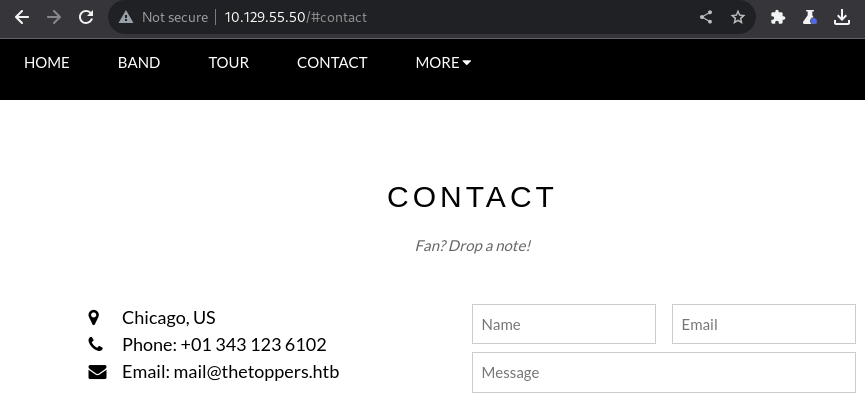 Not secure 10.129.55.50/#contact
HOME BAND TOUR CONTACT MORE
CONTACT
Fan? Drop a note!
Chicago, US
Phone: +01 343 123 6102
Email: mail@thetoppers.htb
Name Email
Message